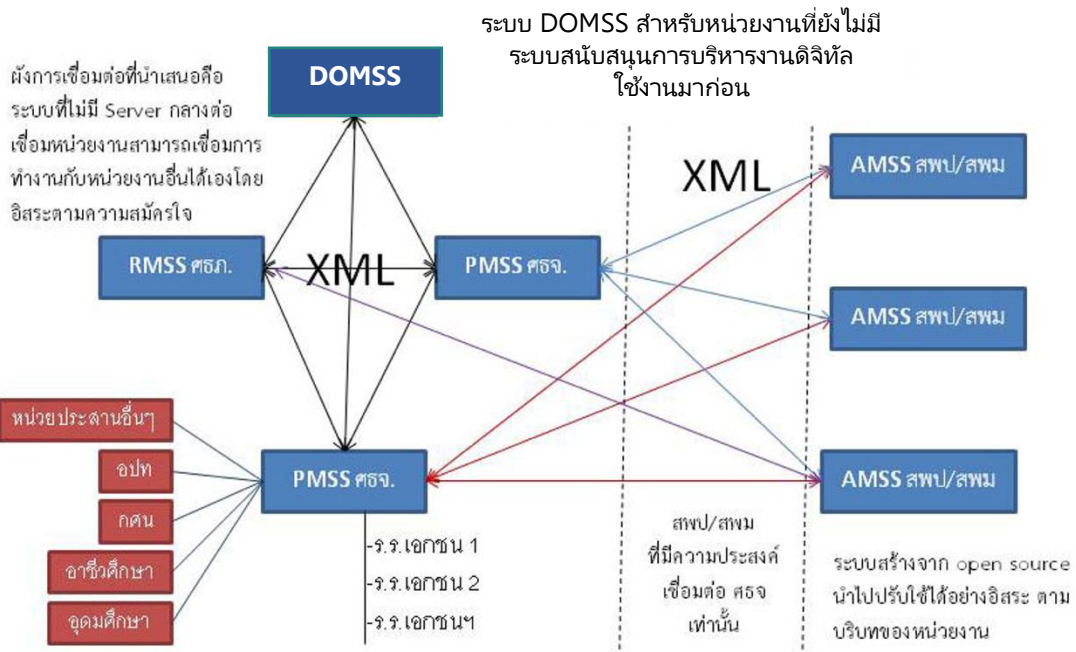 ระบบ DOMSS สำหรับหน่วยงานที่ยังไม่มี
ระบบสนับสนุนการบริหารงานดิจิทัล
ใช้งานมาก่อน
ผังการเชื่อมต่อที่นำเสนอคือ
ระบบที่ไม่มี Server กลางต่อ
เชื่อมหน่วยงานสามารถเชื่อมการ
ทำงานกับหน่วยงานอื่นได้เองโดย
อิสระตามความสมัครใจ
DOMSS
XML
AMSS สพป/สพม
RMSS ศธภ.
XML
PMSS ศธจ.
AMSS สพป/สพม
หน่วยประสานอื่นๆ
อปท
กศน
อาชีวศึกษา
อุดมศึกษา
PMSS ศธจ.
AMSS สพป/สพม
-ร.ร.เอกชน 1
-ร.ร.เอกชน 2
-ร.ร.เอกชนฯ
สพป/สพม
ที่มีความประสงค์
เชื่อมต่อ ศธจ
เท่านั้น
ระบบสร้างจาก open source
นำไปปรับใช้ได้อย่างอิสระ ตาม
บริบทของหน่วยงาน